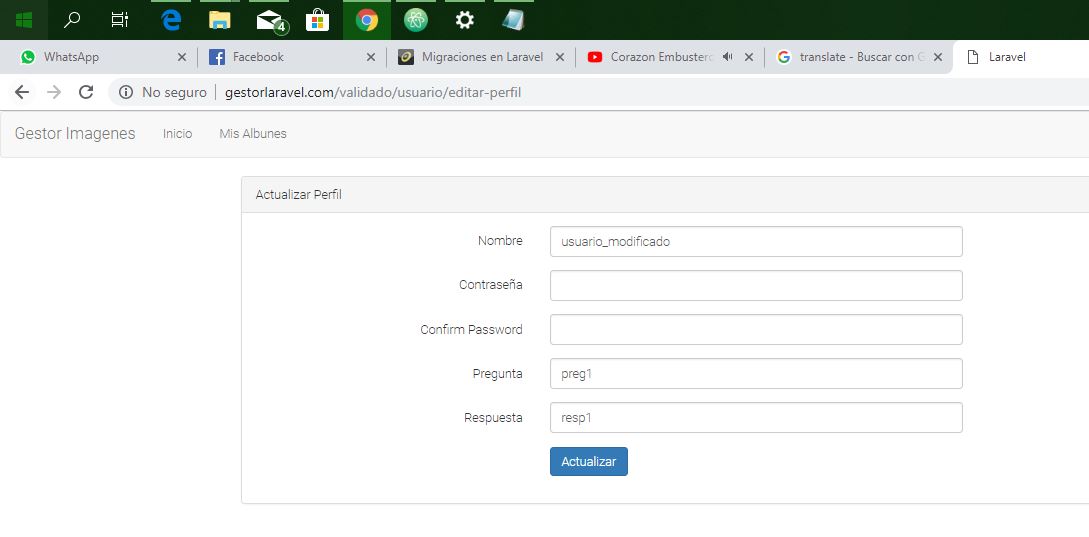 4
WhatsApp
Facebook
Migraciones en Laravel
Corazon Embustero
translate - Buscar con G
Laravel
No seguro | gestorlaravel.com/validado/usuario/editar-perfil
Gestor Imagenes Inicio Mis Albunes
Actualizar Perfil
Nombre usuario_modificado
Contraseña
Confirm Password
Pregunta preg1
Respuesta resp1
Actualizar